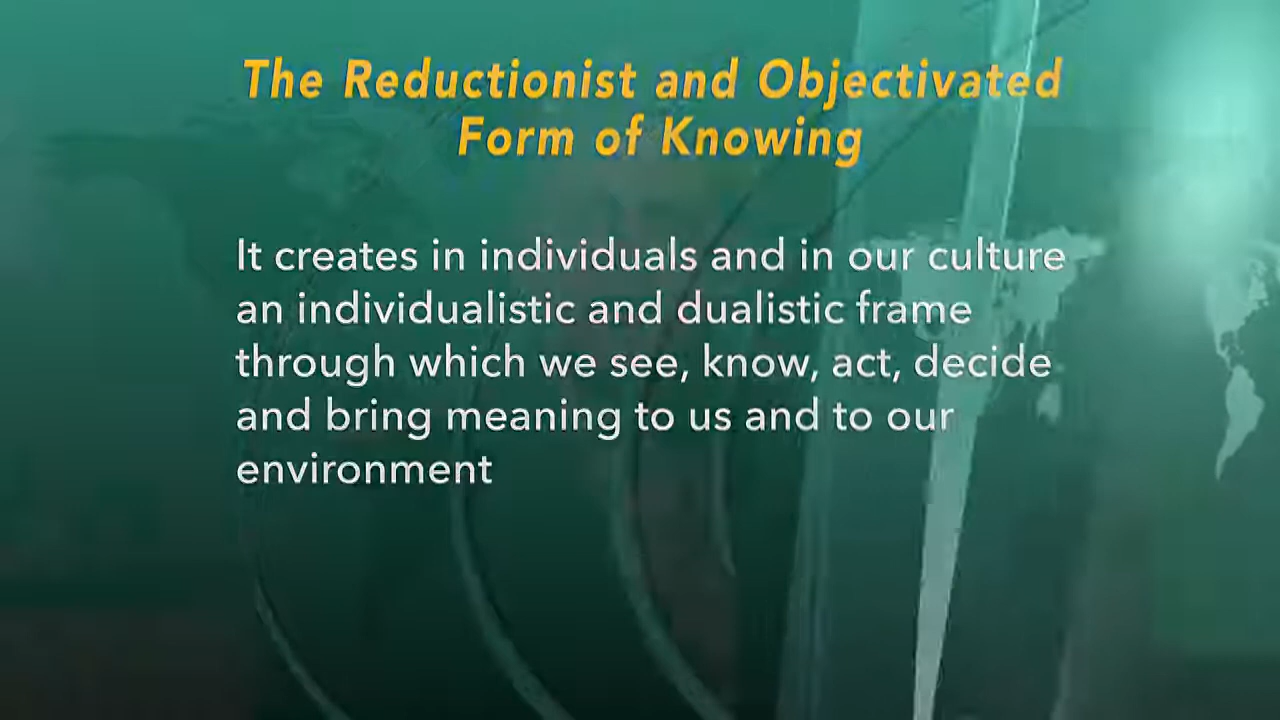 The Reductionist and Objectivated
Form of Knowing
It creates in individuals and in our culture
an individualistic and dualistic frame
through which we see, know, act, decide
and bring meaning to us and to our
environment